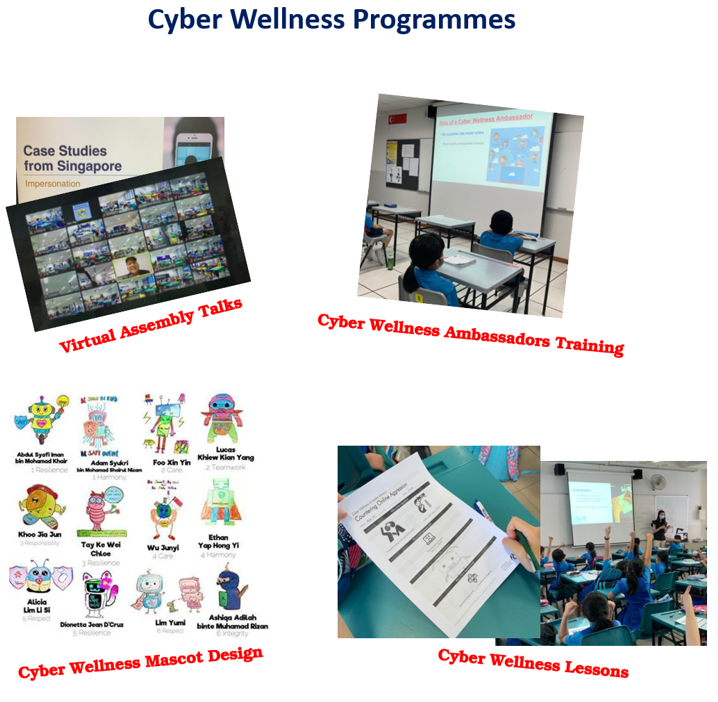 Cyber Wellness Programmes
Case Studies
from Singapore
Impersonation
Virtual Assembly Talks
Role of a Cyber Wellness Ambassador
Cyber Wellness Ambassadors Training
Abdul Syafi Iman
bin Mohamad Khair
1 Resilience
Adam Syukri
bin Mohamad Shairul Nizam
1 Harmony
Foo Xin Yin
2 Care
Lucas
Khiew Kian Yang
2 Teamwork
Khoo Jia Jun
3 Responsibility
Tay Ke Wei
Chloe
3 Resilience
Wu Junyi
4 Care
Ethan
Yap Hong Yi
4 Harmony
Alicia
Lim Li Si
5 Respect
Dionetta Jean D'Cruz
5 Resilience
Lim Yumi
6 Respect
Ashiqa Adilah
binte Muhamad Rizan
6 Integrity
Cyber Wellness Mascot Design
Countering Online Aggression
Cyber Wellness Lessons